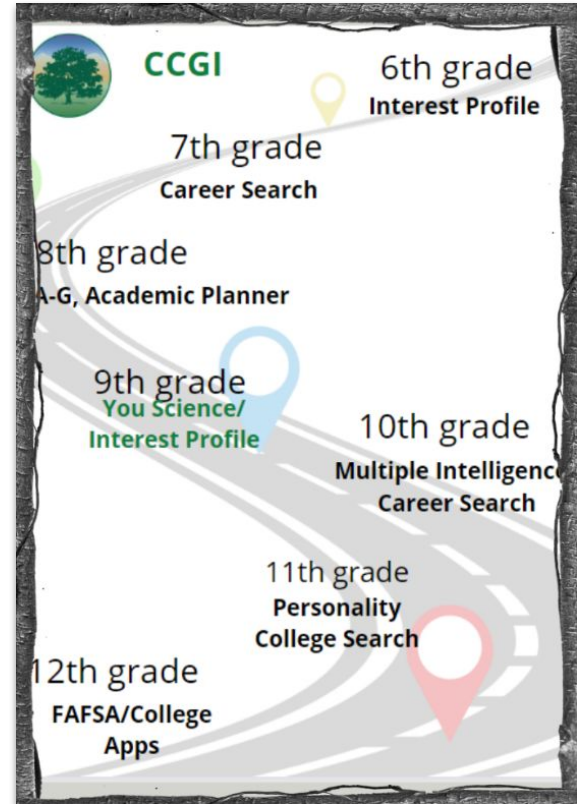 CCGI
6th grade
Interest Profile
7th grade
Career Search
8th grade
A-G, Academic Planner
9th grade
You Science/
Interest Profile
10th grade
Multiple Intelligenc
Career Search
11th grade
Personality
College Search
12th grade
FAFSA/College
Apps